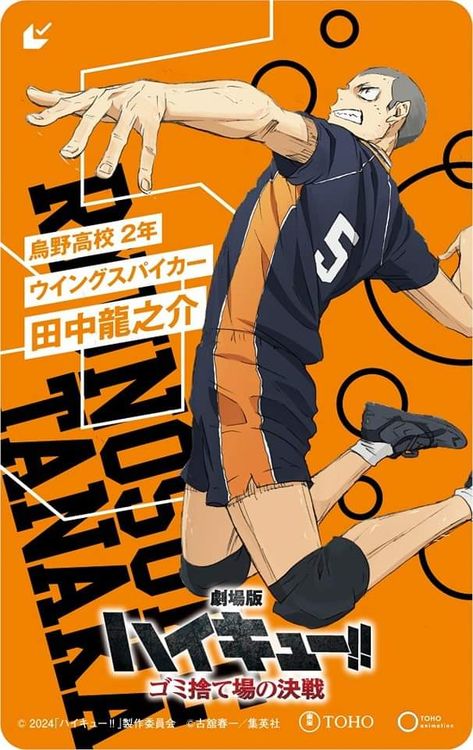 烏野高校 2年
ウイングスパイカー
田中龍之介
RYUNOSUKE
TANAKA
5
劇場版
ハイキュー!!
ゴミ捨て場の決戦
© 2024「ハイキュー!!」製作委員会 ©古舘春一／集英社
東宝 TOHO
TOHO animation